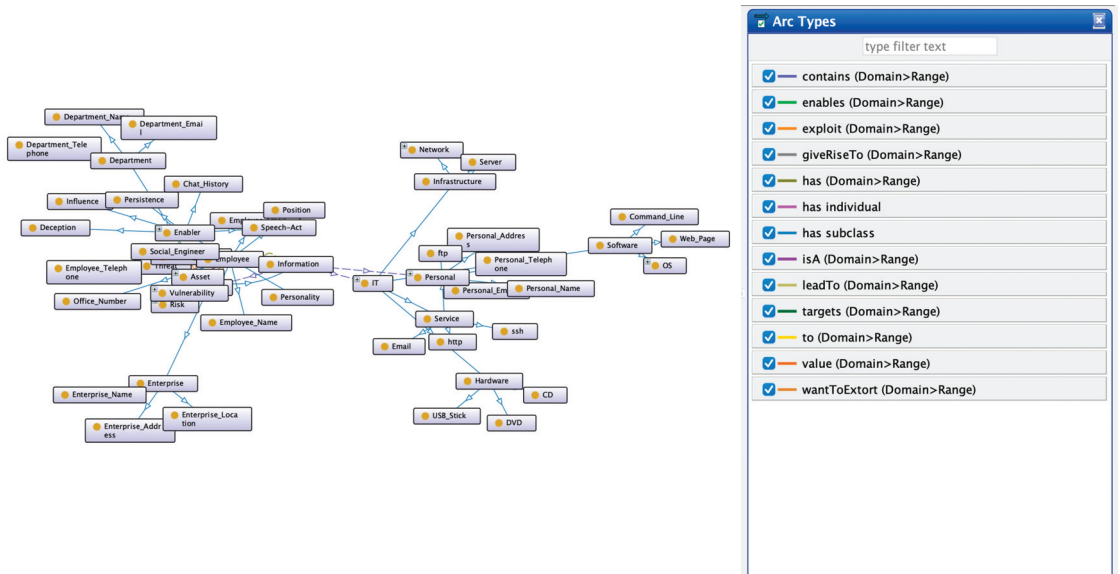 Arc Types
type filter text
contains (Domain>Range)
enables (Domain>Range)
exploit (Domain>Range)
giveRiseTo (Domain>Range)
has (Domain>Range)
has individual
has subclass
isA (Domain>Range)
leadTo (Domain>Range)
targets (Domain>Range)
to (Domain>Range)
value (Domain>Range)
wantToExtort (Domain>Range)
Department_Name
Department_Emai
l
Department_Tele
phone
Department
Chat_History
Influence
Persistence
Position
Deception
Enabler
Speech-Act
Social_Engineer
Employee
Information
Employee_Teleph
one
Asset
Office_Number
Vulnerability
Risk
Personality
Employee_Name
Enterprise
Enterprise_Name
Enterprise_Addr
ess
Enterprise_Loca
tion
Network
Server
Infrastructure
Personal_Addres
s
ftp
Personal_Teleph
one
IT
Personal
Personal_Em
Personal_Name
Command_Line
Software
Web_Page
OS
Service
ssh
Email
http
Hardware
CD
USB_Stick
DVD